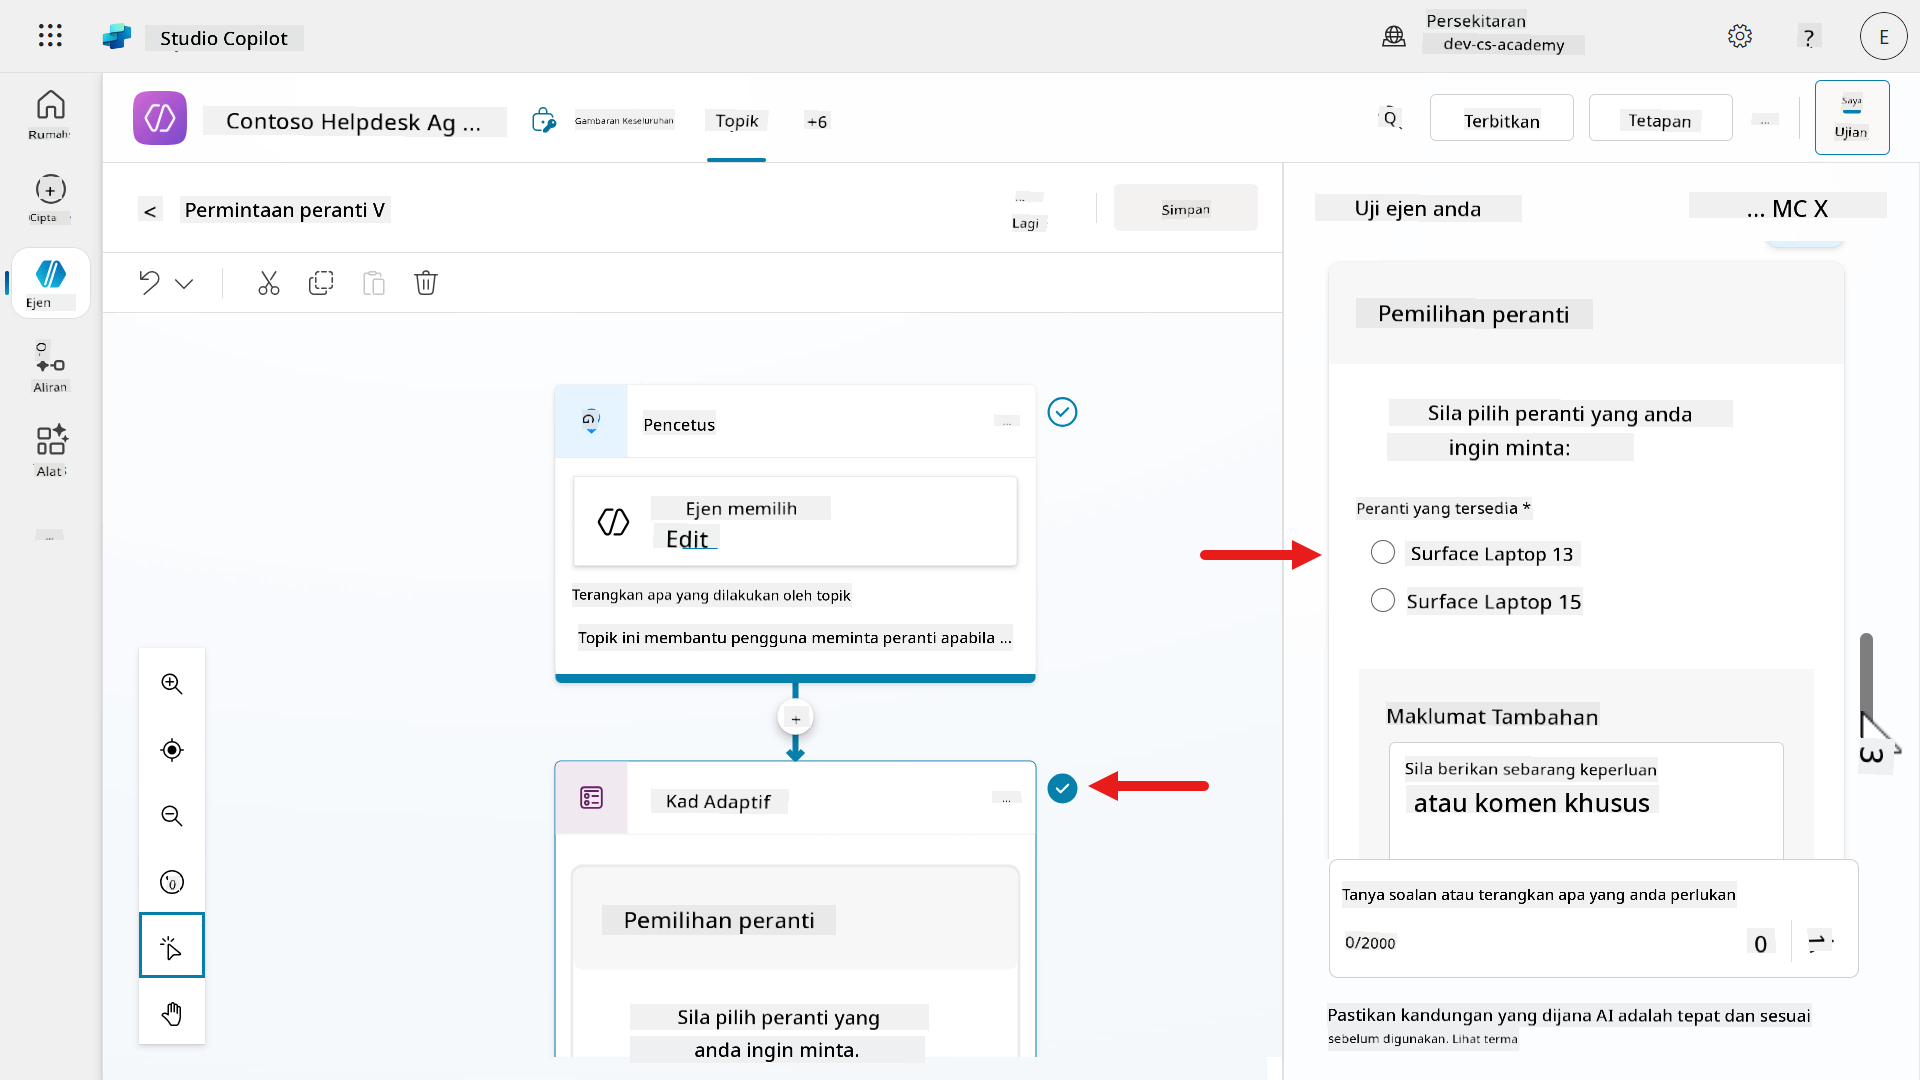 Studio Copilot
Persekitaran
dev-cs-academy
?
E
Rumah
Cipta
Ejen
Aliran
Alat
...
Contoso Helpdesk Ag ...
Gambaran Keseluruhan
Topik
+6
Q
Terbitkan
Tetapan
...
Saya
Ujian
<
Permintaan peranti V
...
Lagi
Simpan
Pencetus
...
Ejen memilih
Edit
Terangkan apa yang dilakukan oleh topik
Topik ini membantu pengguna meminta peranti apabila ...
+
Kad Adaptif
...
Pemilihan peranti
Sila pilih peranti yang
anda ingin minta.
Uji ejen anda
... MC X
Pemilihan peranti
Sila pilih peranti yang anda
ingin minta:
Peranti yang tersedia *
Surface Laptop 13
Surface Laptop 15
Maklumat Tambahan
Sila berikan sebarang keperluan
atau komen khusus
3
Tanya soalan atau terangkan apa yang anda perlukan
0/2000
0
Pastikan kandungan yang dijana AI adalah tepat dan sesuai
sebelum digunakan. Lihat terma